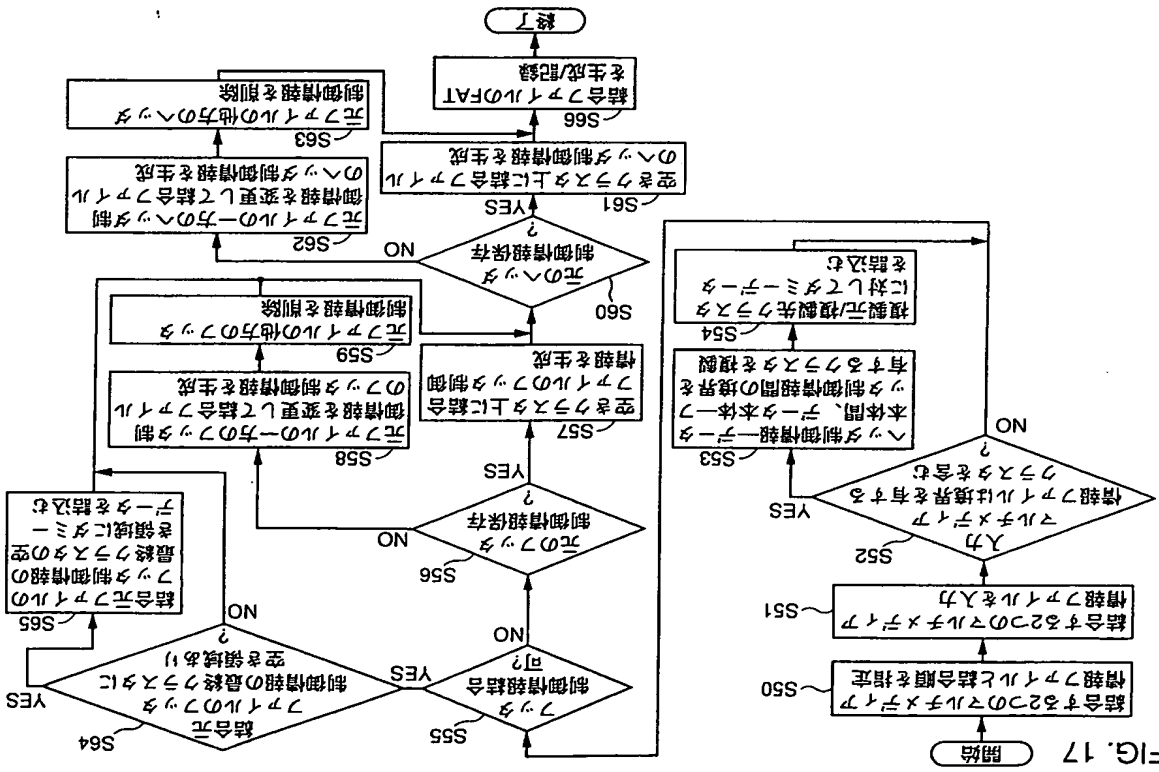 FIG. 17
開始
S50
結合する2つのマルチメディア
情報ファイルと結合順を指定
S51
結合する2つのマルチメディア
情報ファイルを入力
S52
入力
マルチメディア
情報ファイルは境界を有する
クラスタを含む
?
YES
NO
S53
ヘッダ制御情報―データ
本体間、データ本体―フ
ッタ制御情報間の境界を
有するクラスタを複製
S54
複製元/複製先クラスタ
に対してダミーデータ
を詰込む
S55
フッタ
制御情報結合
可?
YES
NO
S56
元のフッタ
制御情報保存
?
YES
NO
S57
空きクラスタ上に結合
ファイルのフッタ制御
情報を生成
S58
元ファイルの一方のフッタ制
御情報を変更して結合ファイル
のフッタ制御情報を生成
S59
元ファイルの他方のフッタ
制御情報を削除
S60
元のヘッダ
制御情報保存
?
YES
NO
S61
空きクラスタ上に結合ファイル
のヘッダ制御情報を生成
S62
元ファイルの一方のヘッダ制
御情報を変更して結合ファイル
のヘッダ制御情報を生成
S63
元ファイルの他方のヘッダ
制御情報を削除
S64
結合元
ファイルのフッタ
制御情報の最終クラスタに
空き領域あり
?
YES
NO
S65
結合元ファイルの
フッタ制御情報の
最終クラスタの空
き領域にダミー
データを詰込む
S66
結合ファイルのFAT
を生成/記録
終了